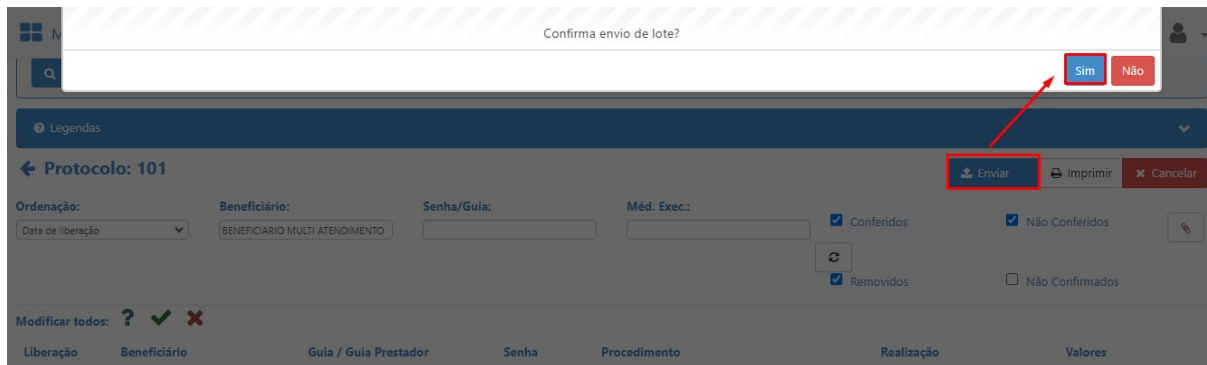 Confirma envio de lote?
Sim Não
Legendas
Protocolo: 101
Enviar Imprimir Cancelar
Ordenação: Beneficiário: Senha/Guia: Méd. Exec.:
Data de liberação BENEFICIARIO MULTI ATENDIMENTO
Conferidos Não Conferidos
Removidos Não Confirmados
Modificar todos:
Liberação Beneficiário Guia / Guia Prestador Senha Procedimento Realização Valores